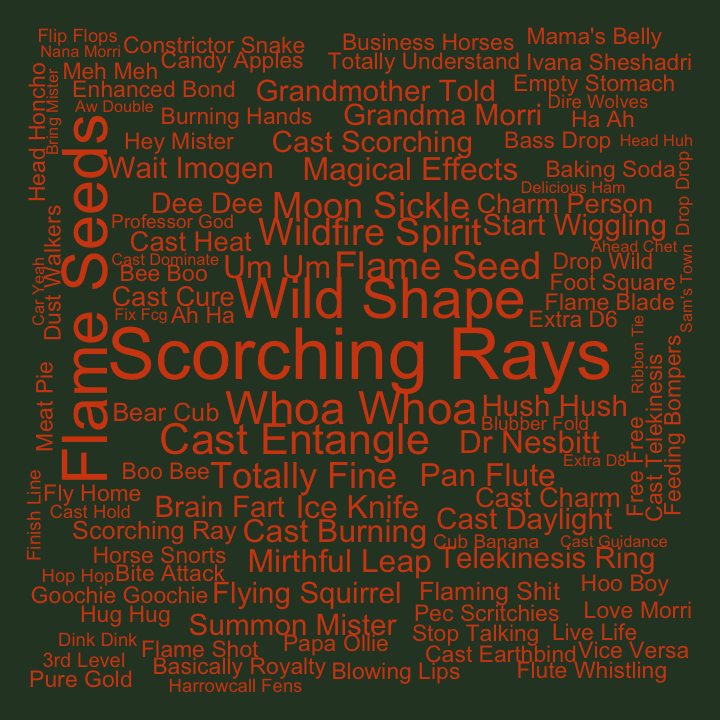 Flip Flops
Constrictor Snake
Business Horses
Mama's Belly
Nana Morri
Candy Apples
Totally Understand
Ivana Sheshadri
Meh Meh
Enhanced Bond
Grandmother Told
Empty Stomach
Aw Double
Dire Wolves
Burning Hands
Grandma Morri
Ha Ah
Head Honcho
Bring Mister
Hey Mister
Cast Scorching
Bass Drop
Head Huh
Wait Imogen
Magical Effects
Baking Soda
Delicious Ham
Drop Drop
Dee Dee
Moon Sickle
Charm Person
Professor God
Wildfire Spirit
Start Wiggling
Cast Heat
Ahead Chet
Dust Walkers
Flame Seeds
Cast Dominate
Um Um
Flame Seed
Drop Wild
Bee Boo
Foot Square
Sam's Town
Car Yeah
Cast Cure
Wild Shape
Flame Blade
Fix Fcg
Ah Ha
Extra D6
Scorching Rays
Ribbon Tie
Meat Pie
Bear Cub
Whoa Whoa
Hush Hush
Blubber Fold
Cast Telekinesis
Feeding Bompers
Cast Entangle
Dr Nesbitt
Free Free
Extra D8
Boo Bee
Totally Fine
Pan Flute
Fly Home
Brain Fart
Ice Knife
Cast Charm
Finish Line
Cast Hold
Cast Daylight
Scorching Ray
Cast Burning
Cub Banana
Cast Guidance
Horse Snorts
Mirthful Leap
Telekinesis Ring
Hop Hop
Bite Attack
Hoo Boy
Goochie Goochie
Flying Squirrel
Flaming Shit
Hug Hug
Pec Scritchies
Love Morri
Summon Mister
Dink Dink
Stop Talking
Live Life
Flame Shot
Papa Ollie
3rd Level
Cast Earthbind
Vice Versa
Basically Royalty
Blowing Lips
Flute Whistling
Pure Gold
Harrowcall Fens